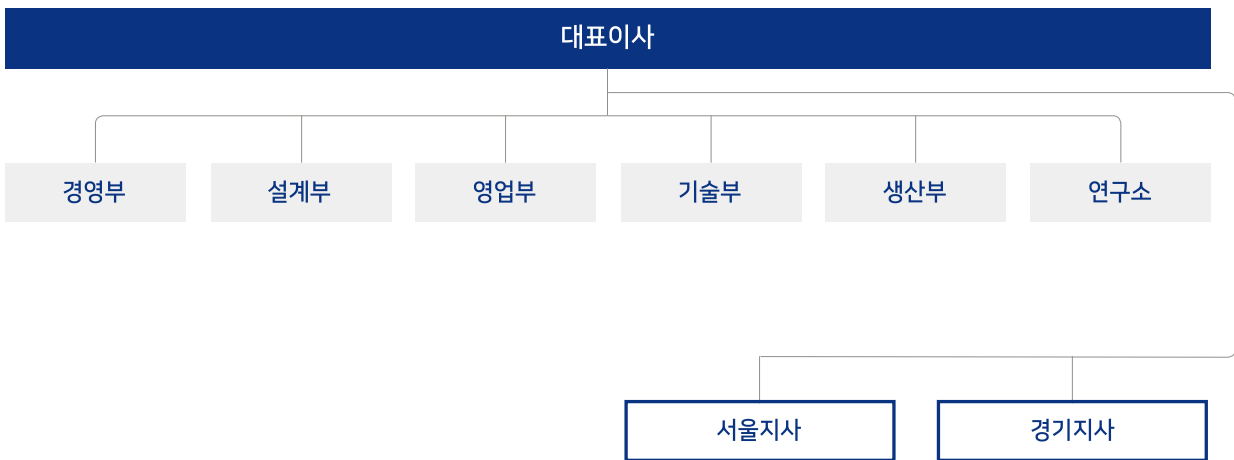 대표이사
경영부
설계부
영업부
기술부
생산부
연구소
서울지사
경기지사